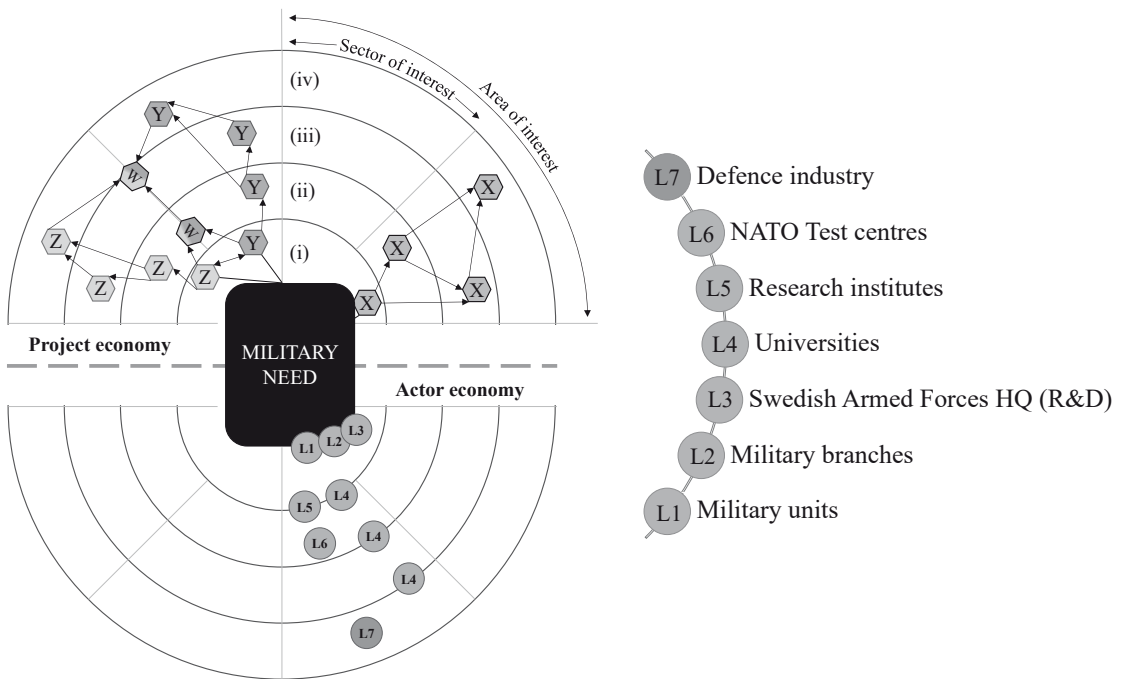 Sector of interest
Area of interest
(iv)
Y
Y
(iii)
W
Y
X
(ii)
W
Z
Y
X
(i)
Z
Z
Z
X
X
Project economy
MILITARY
NEED
Actor economy
L3
L2
L1
L4
L5
L4
L6
L4
L7
L7 Defence industry
L6 NATO Test centres
L5 Research institutes
L4 Universities
L3 Swedish Armed Forces HQ (R&D)
L2 Military branches
L1 Military units